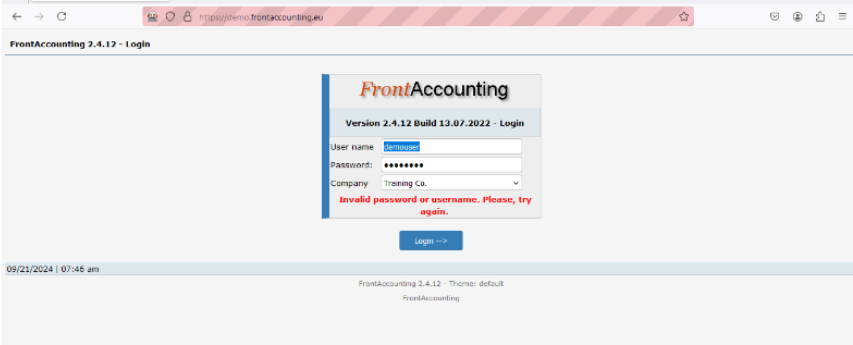 https://demo.frontaccounting.eu
FrontAccounting 2.4.12 - Login
FrontAccounting
Version 2.4.12 Build 13.07.2022 - Login
User name demouser
Password: ••••••••
Company Training Co.
Invalid password or username. Please, try
again.
Login -->
09/21/2024 | 07:46 am
FrontAccounting 2.4.12 - Theme: default
FrontAccounting